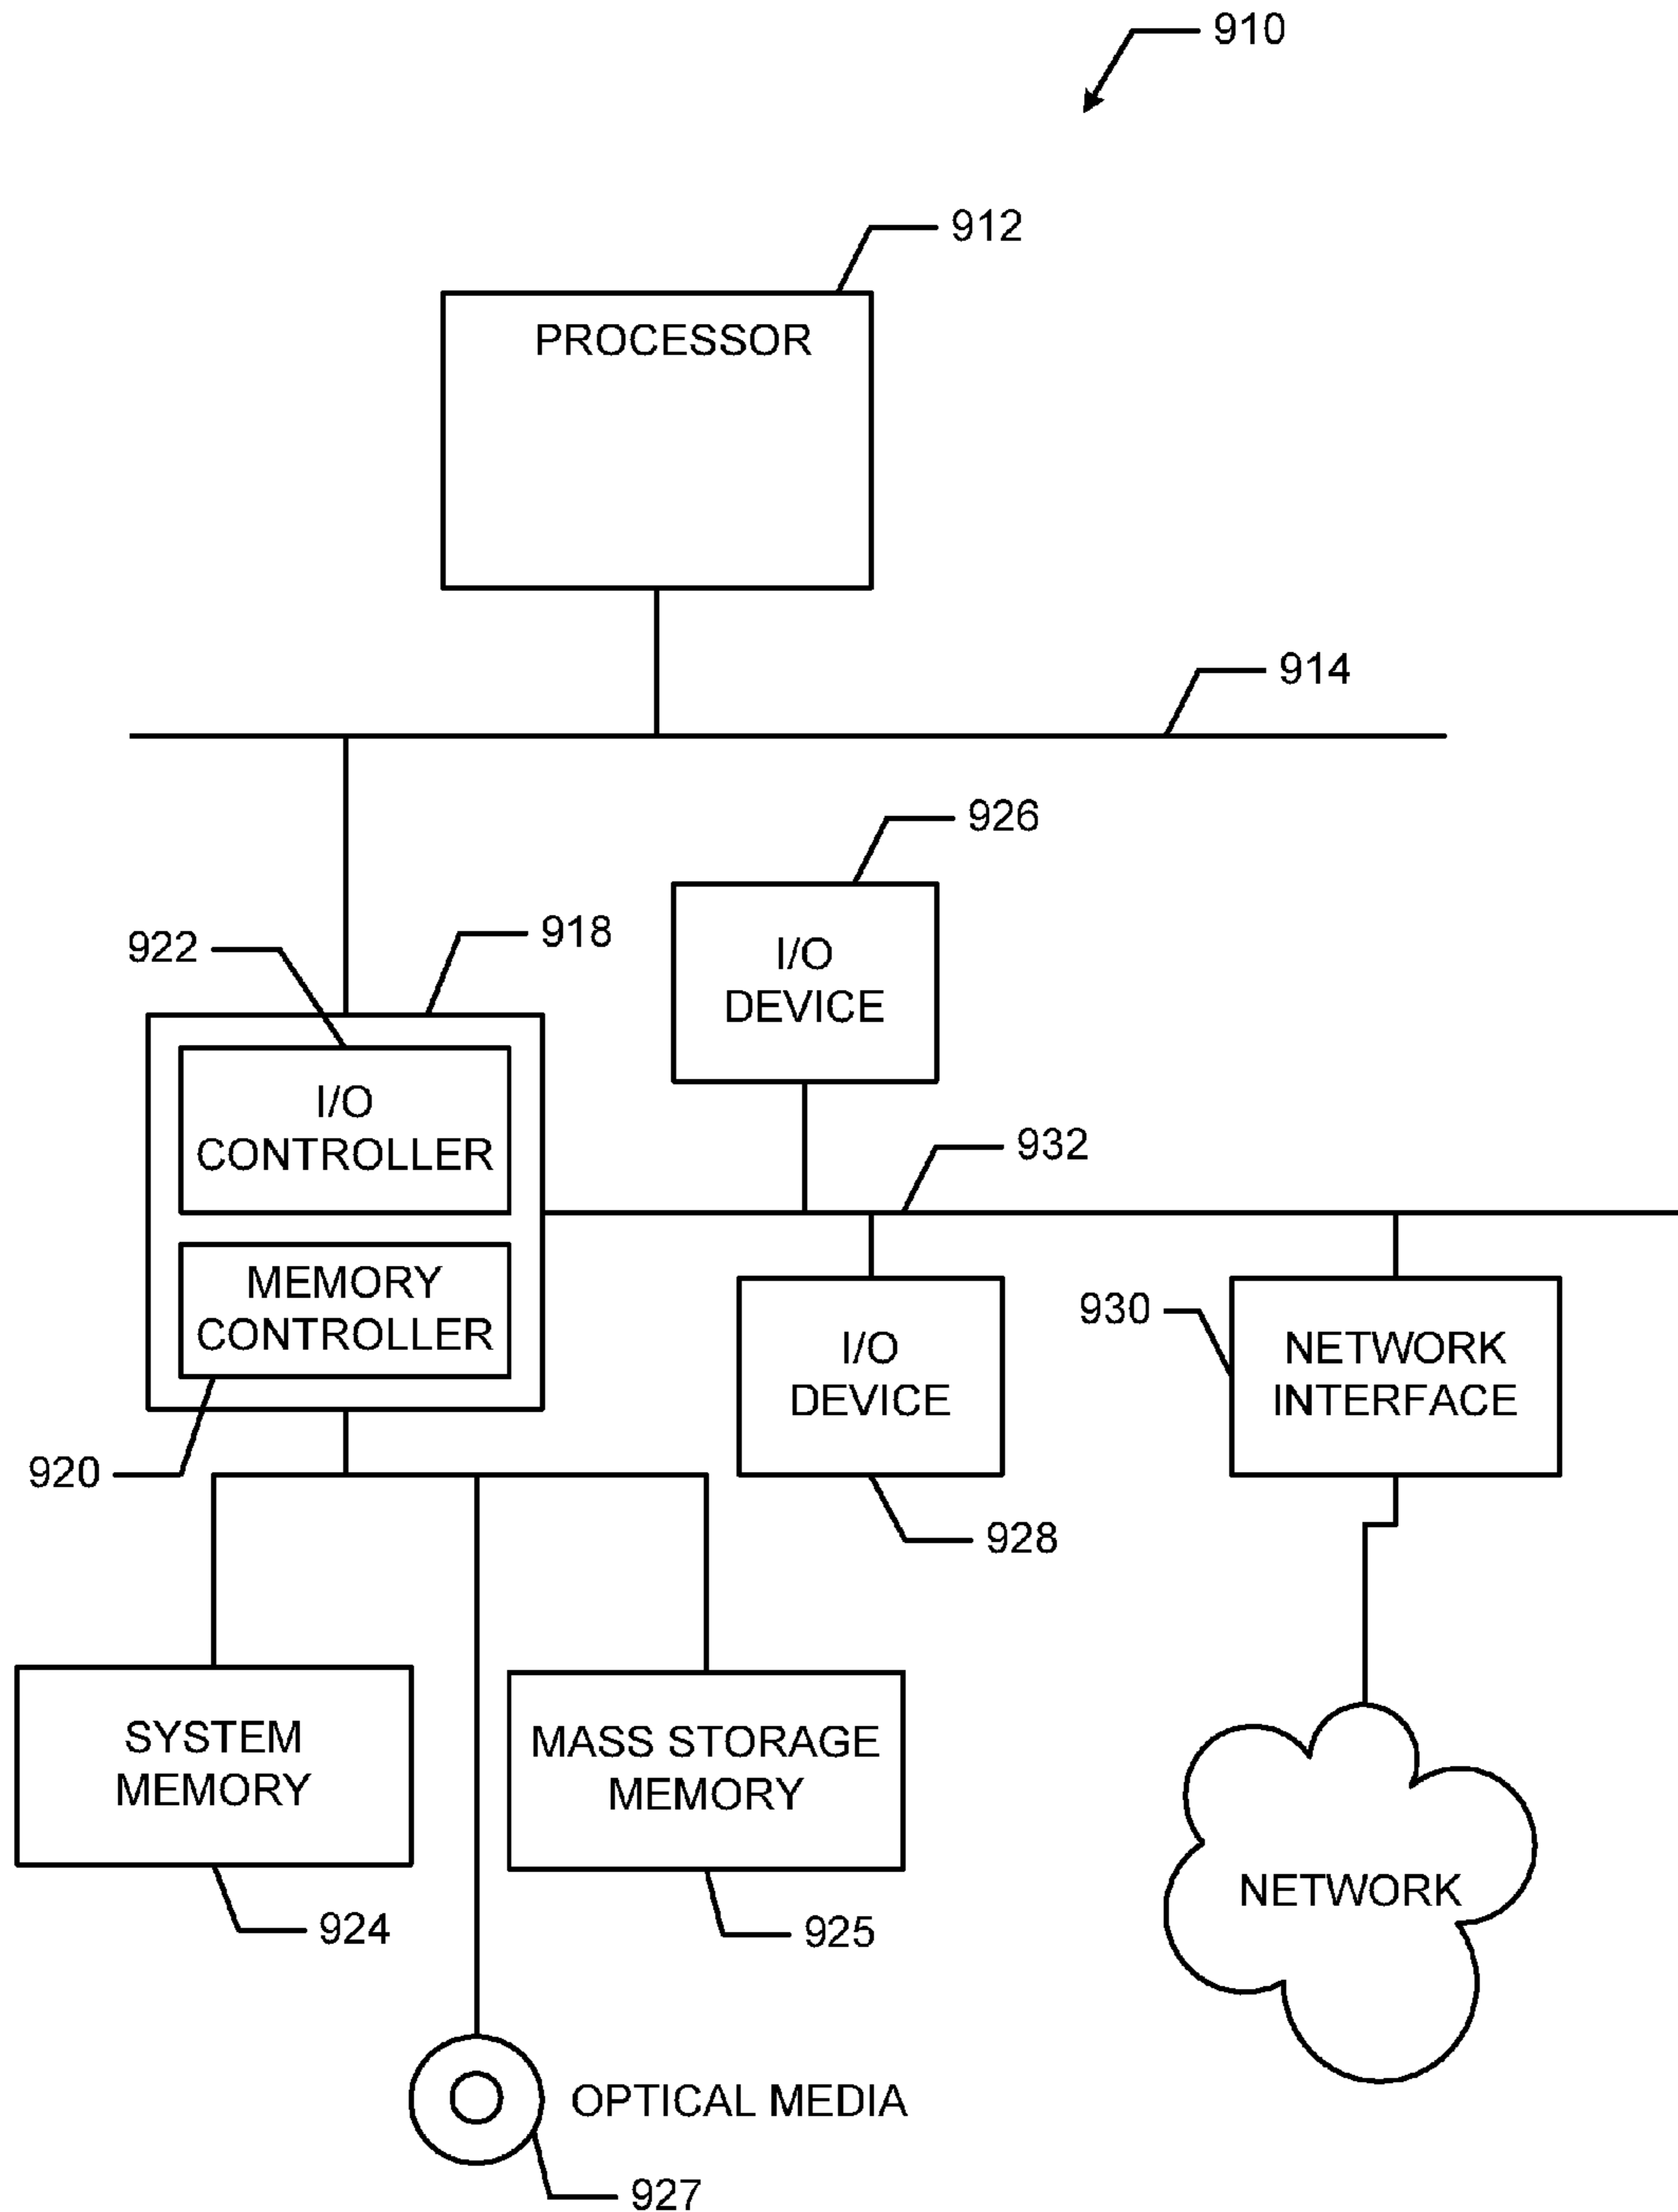 910
912
PROCESSOR
914
926
922
918
I/O
DEVICE
I/O
CONTROLLER
932
MEMORY
CONTROLLER
930
I/O
DEVICE
NETWORK
INTERFACE
920
928
SYSTEM
MEMORY
MASS STORAGE
MEMORY
NETWORK
924
925
OPTICAL MEDIA
927